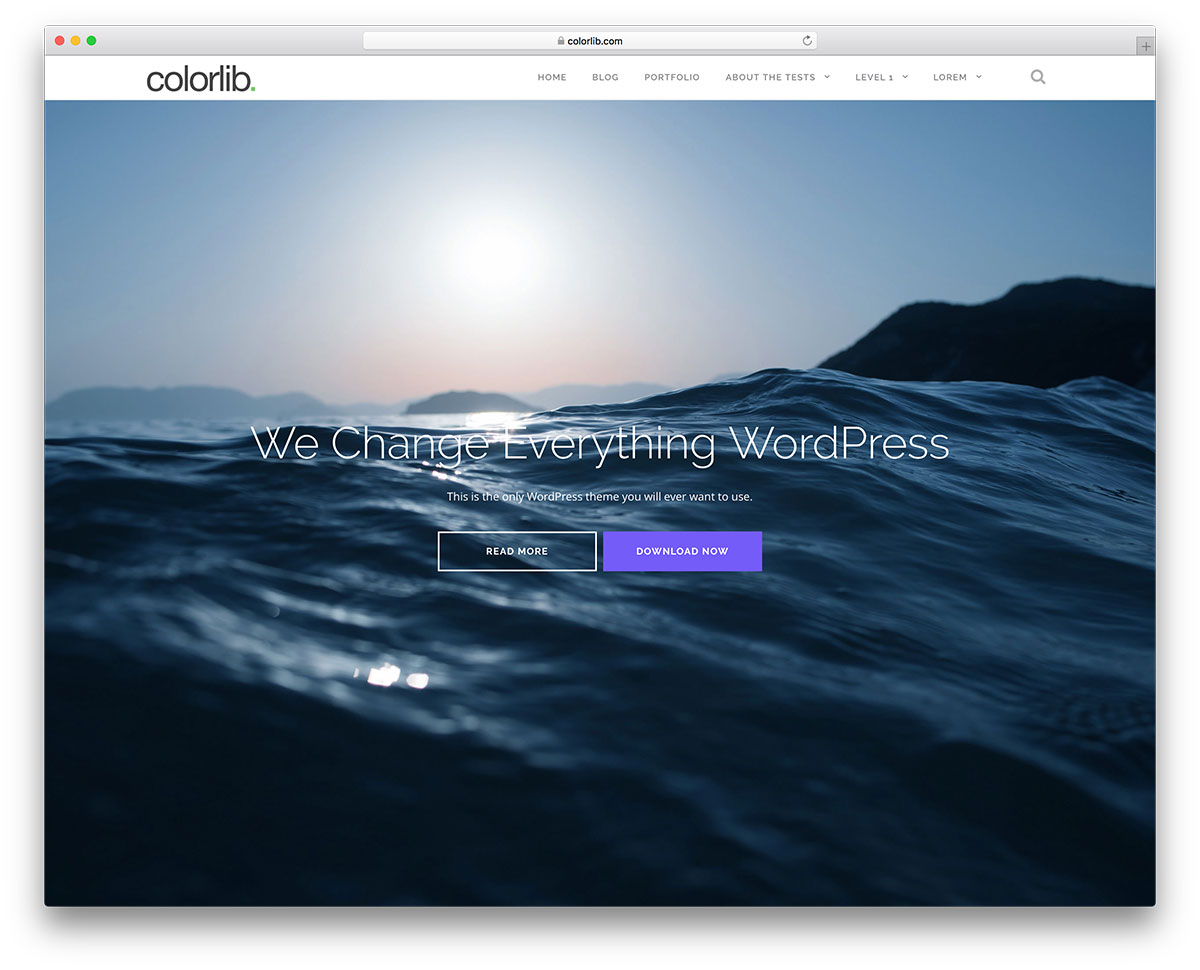 colorlib.com
colorlib.
HOME BLOG PORTFOLIO ABOUT THE TESTS LEVEL 1 LOREM
We Change Everything WordPress
This is the only WordPress theme you will ever want to use.
READ MORE DOWNLOAD NOW